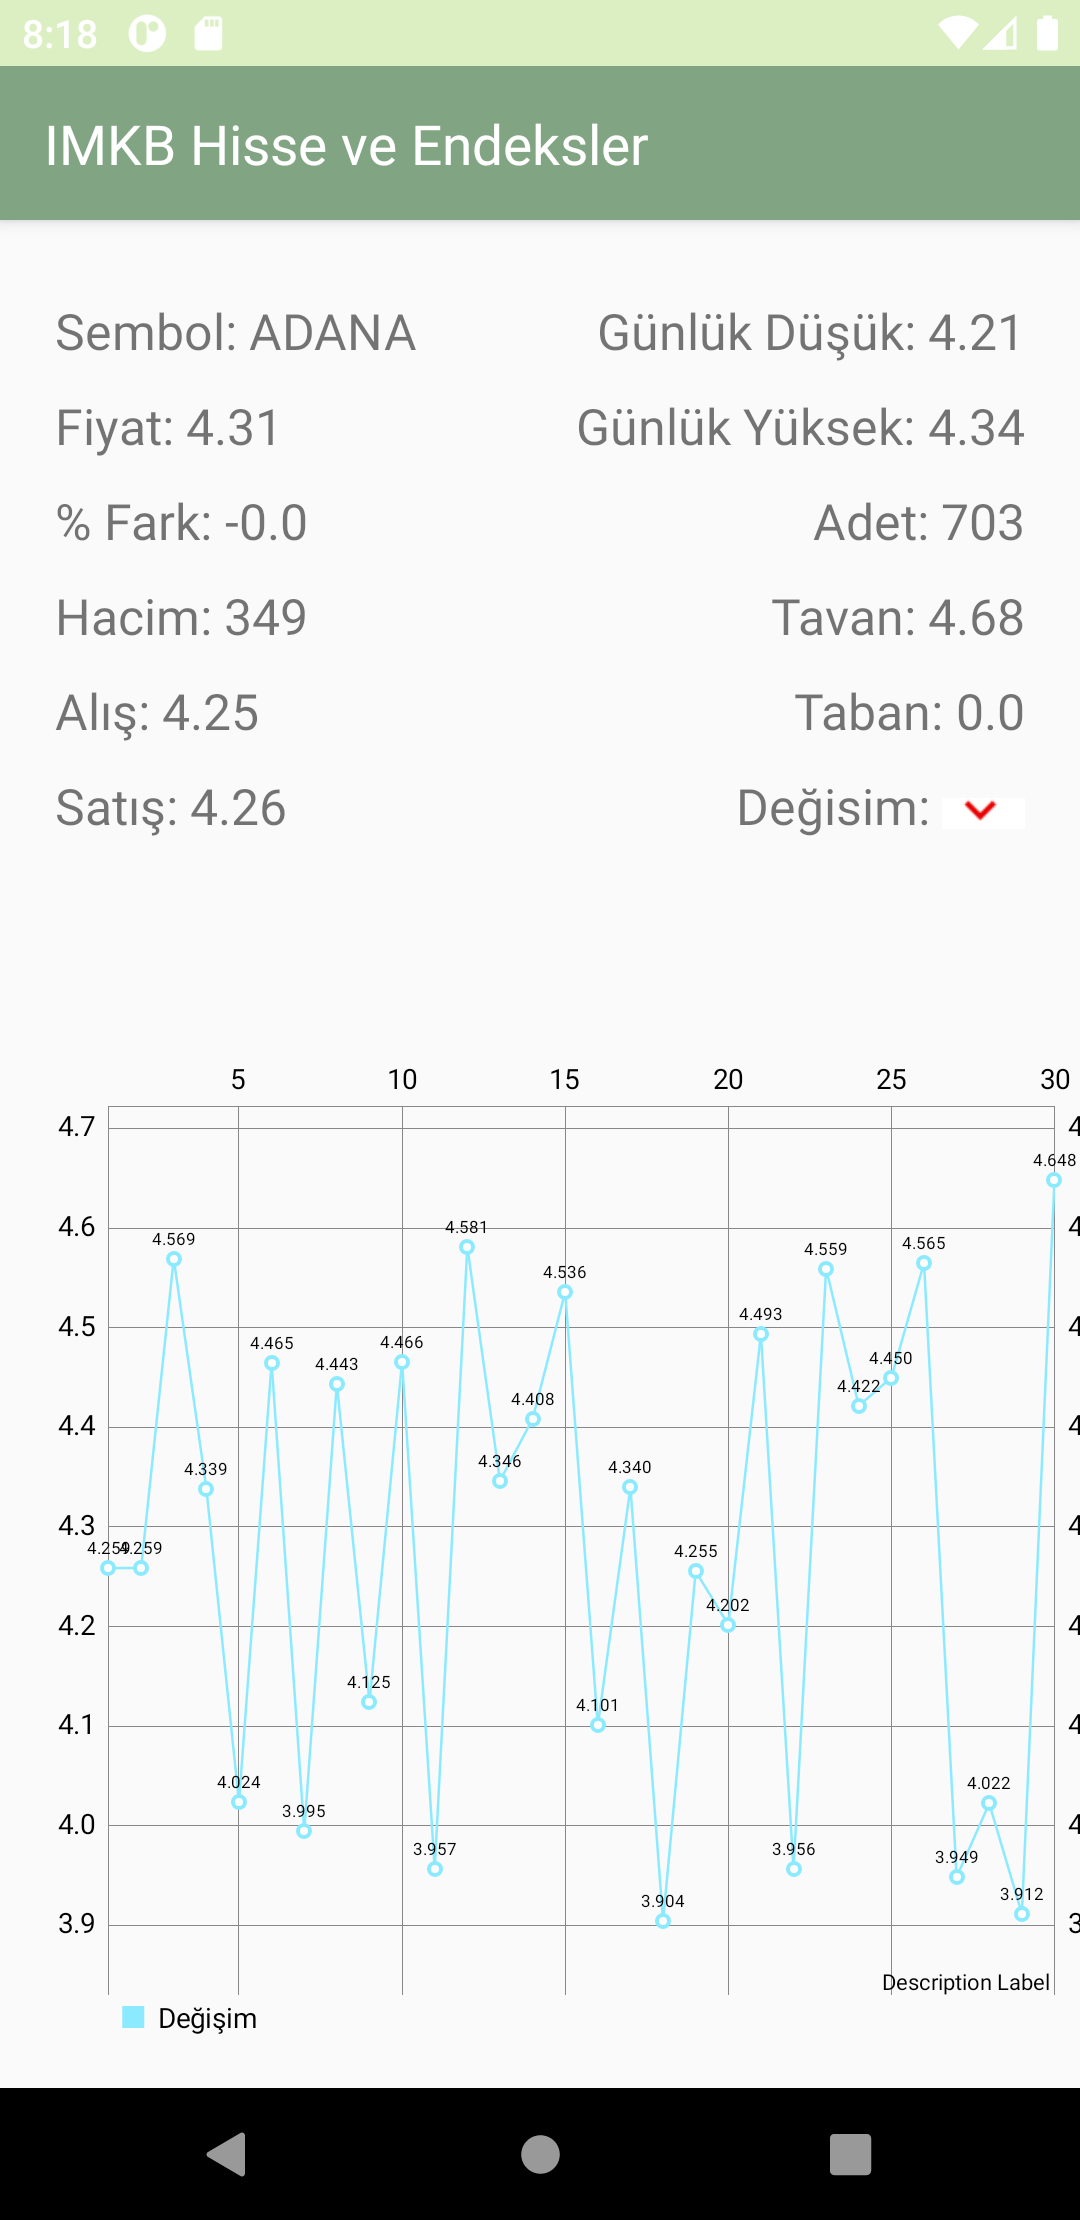 8:18
IMKB Hisse ve Endeksler
Sembol: ADANA
Günlük Düşük: 4.21
Fiyat: 4.31
Günlük Yüksek: 4.34
% Fark: -0.0
Adet: 703
Hacim: 349
Tavan: 4.68
Alış: 4.25
Taban: 0.0
Satış: 4.26
Değisim:
5 10 15 20 25 30
4.7
4.6
4.5
4.4
4.3
4.2
4.1
4.0
3.9
4.259
4.259
4.569
4.339
4.024
4.465
3.995
4.443
4.125
4.466
3.957
4.581
4.346
4.408
4.536
4.101
4.340
3.904
4.255
4.202
4.493
3.956
4.559
4.422
4.450
4.565
3.949
4.022
3.912
4.648
Description Label
Değişim